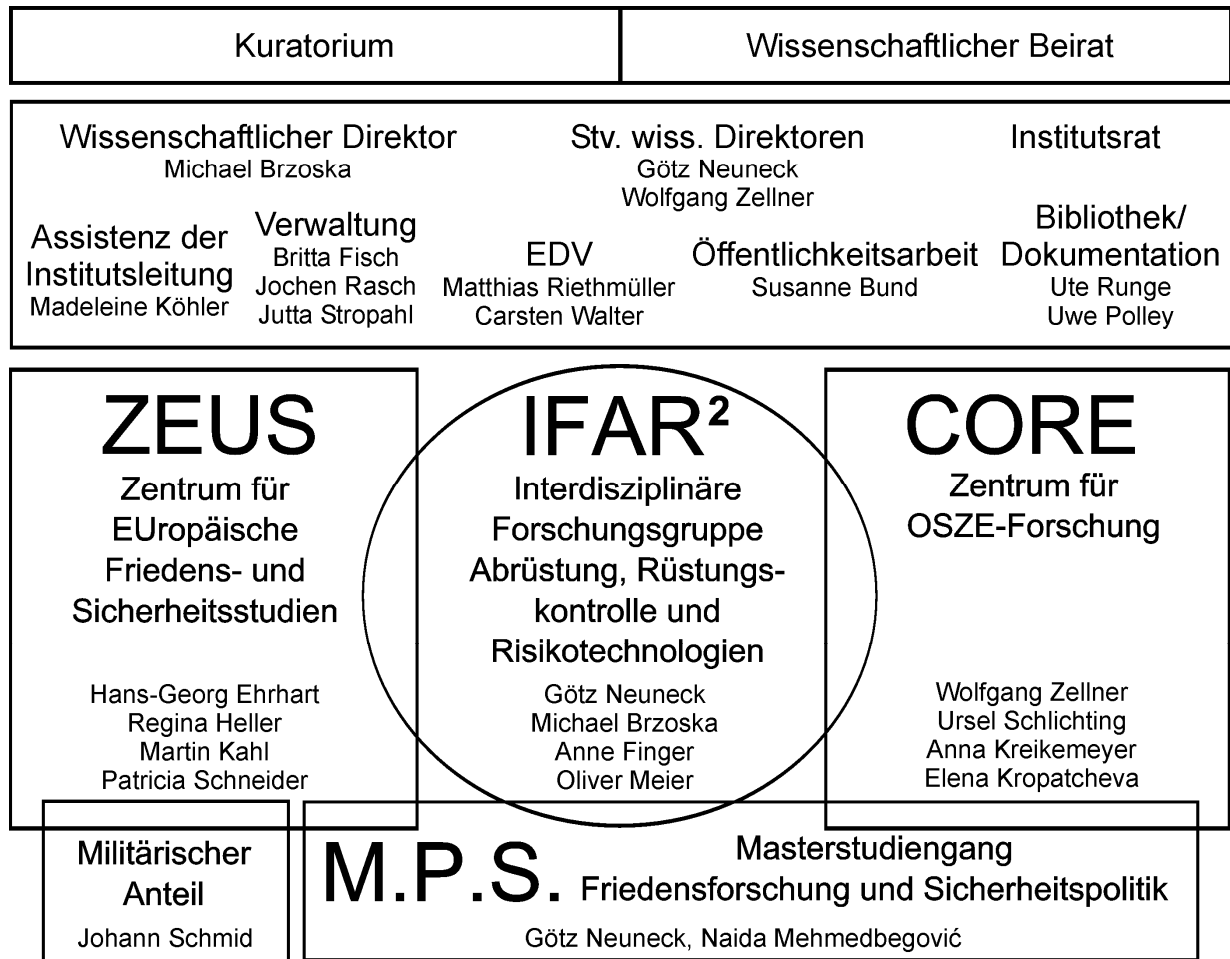 Kuratorium
Wissenschaftlicher Beirat
Wissenschaftlicher Direktor
Michael Brzoska
Stv. wiss. Direktoren
Götz Neuneck
Wolfgang Zellner
Institutsrat
Assistenz der
Institutsleitung
Madeleine Köhler
Verwaltung
Britta Fisch
Jochen Rasch
Jutta Stropahl
EDV
Matthias Riethmüller
Carsten Walter
Öffentlichkeitsarbeit
Susanne Bund
Bibliothek/
Dokumentation
Ute Runge
Uwe Polley
ZEUS
Zentrum für
EUropäische
Friedens- und
Sicherheitsstudien
Hans-Georg Ehrhart
Regina Heller
Martin Kahl
Patricia Schneider
IFAR²
Interdisziplinäre
Forschungsgruppe
Abrüstung, Rüstungs-
kontrolle und
Risikotechnologien
Götz Neuneck
Michael Brzoska
Anne Finger
Oliver Meier
CORE
Zentrum für
OSZE-Forschung
Wolfgang Zellner
Ursel Schlichting
Anna Kreikemeyer
Elena Kropatcheva
Militärischer
Anteil
Johann Schmid
M.P.S.
Masterstudiengang
Friedensforschung und Sicherheitspolitik
Götz Neuneck, Naida Mehmedbegović